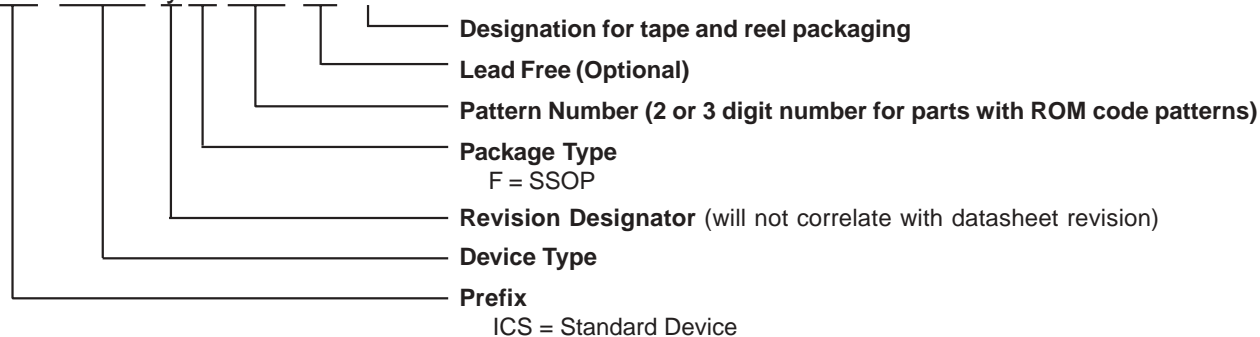 Designation for tape and reel packaging
Lead Free (Optional)
Pattern Number (2 or 3 digit number for parts with ROM code patterns)
Package Type
F = SSOP
Revision Designator (will not correlate with datasheet revision)
Device Type
Prefix
ICS = Standard Device